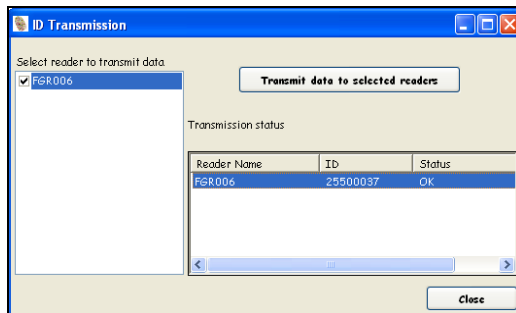 ID Transmission
Select reader to transmit data
FGR006
Transmit data to selected readers
Transmission status
Reader Name ID Status
FGR006 25500037 OK
Close